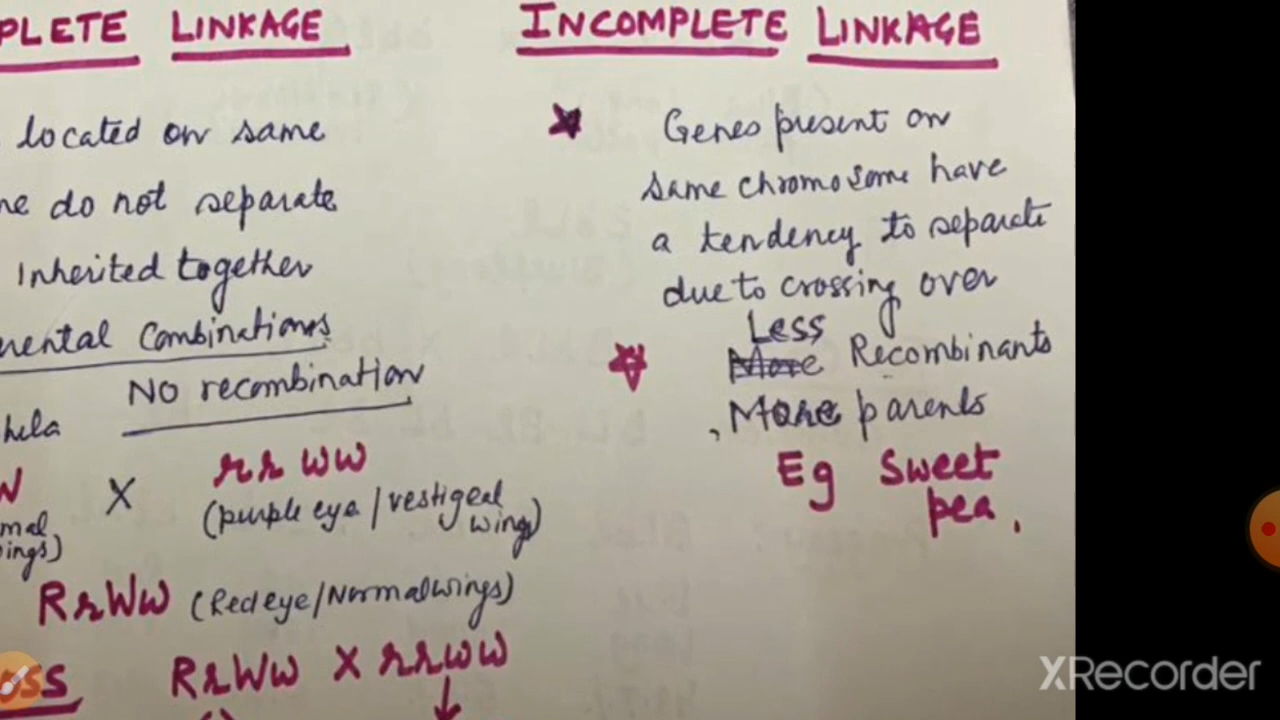 PLETE LINKAGE
located on same
ne do not separate
Inherited together
rental Combinations
NO recombination
hila
W X rr ww
(purple eye / vestigeal wing)
mal
ings)
RrWw (Red eye/Normal wings)
oss RrWw X rrww
INCOMPLETE LINKAGE
Genes present on
same chromosome have
a tendency to separate
due to crossing over
Less
More Recombinants
, More parents
Eg Sweet
pea,
XRecorder